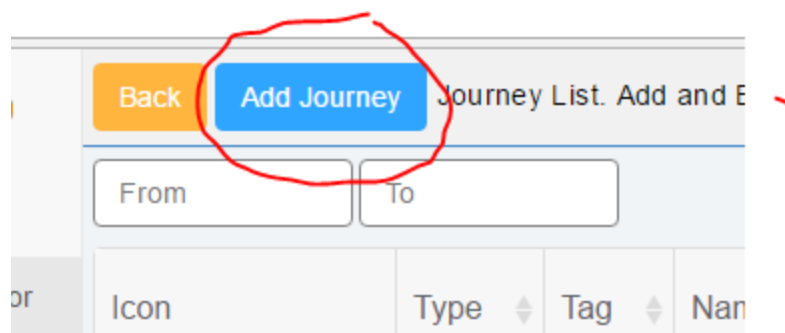 Back Add Journey Journey List. Add and E
From To
or Icon Type Tag Nam